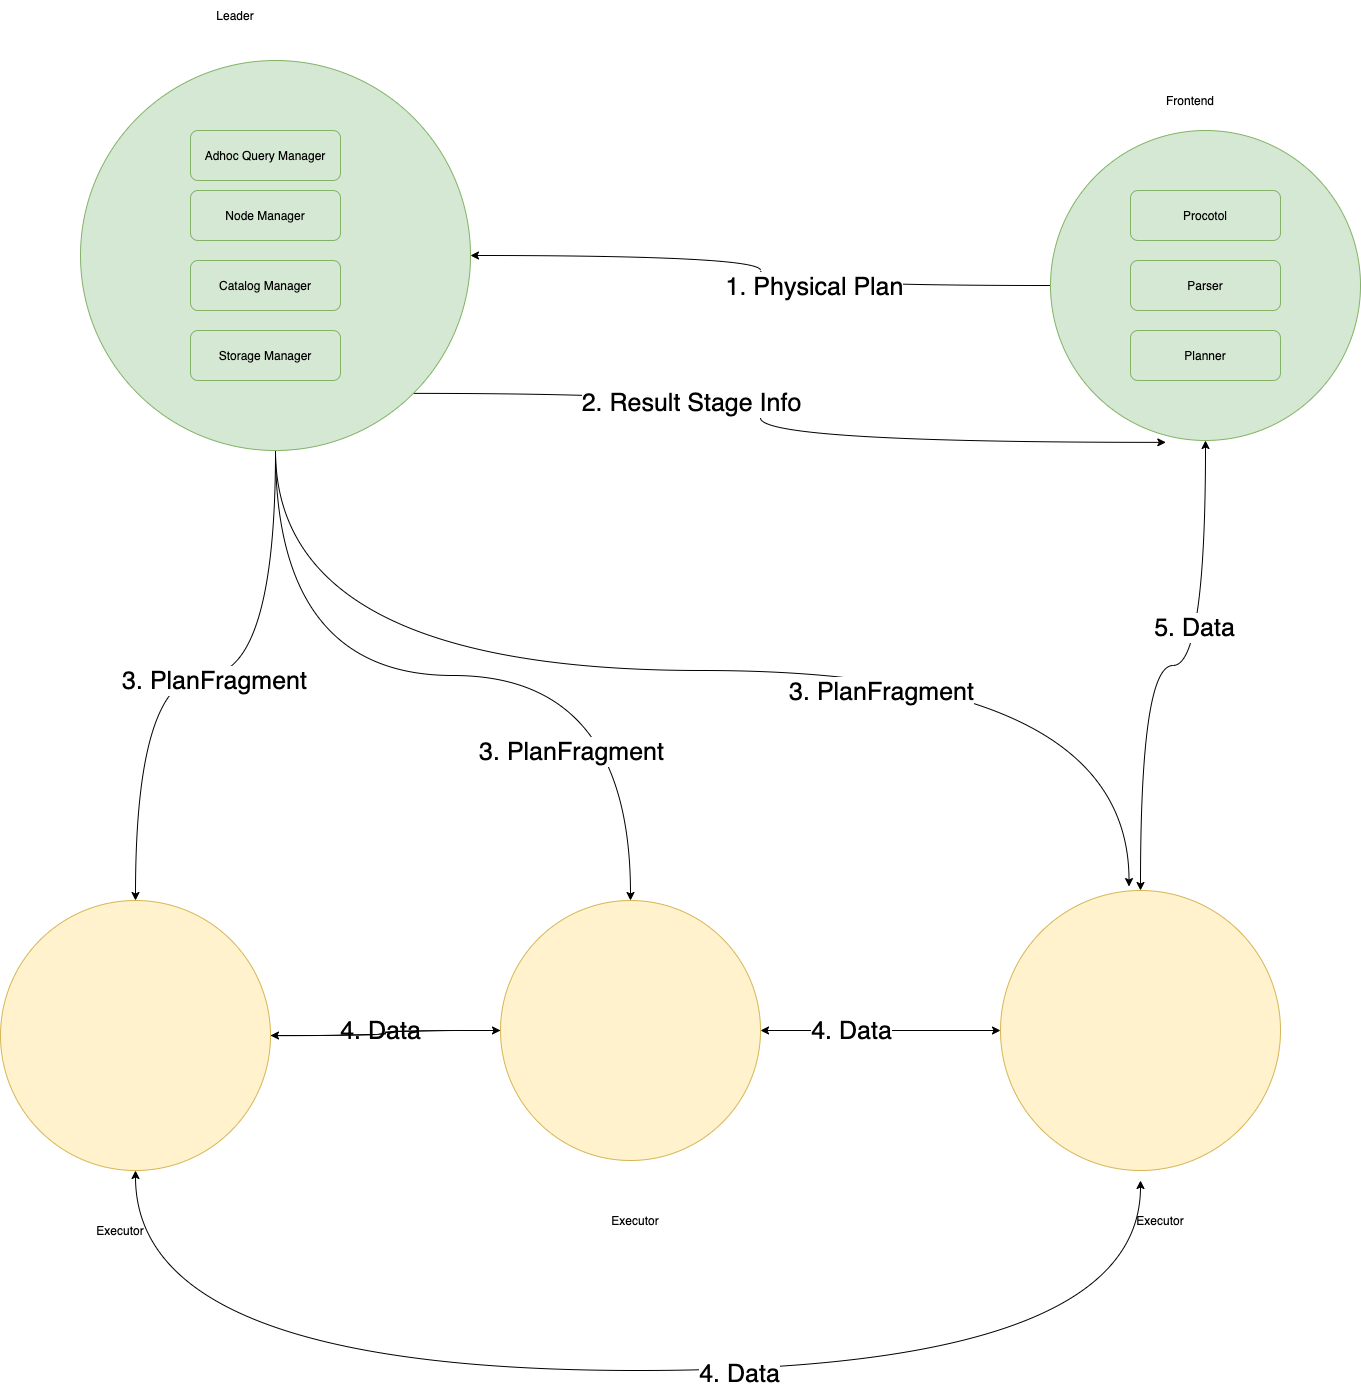 Leader
Frontend
Adhoc Query Manager
Node Manager
Catalog Manager
Storage Manager
Procotol
Parser
Planner
1. Physical Plan
2. Result Stage Info
5. Data
3. PlanFragment
3. PlanFragment
3. PlanFragment
4. Data
4. Data
Executor
Executor
Executor
4. Data